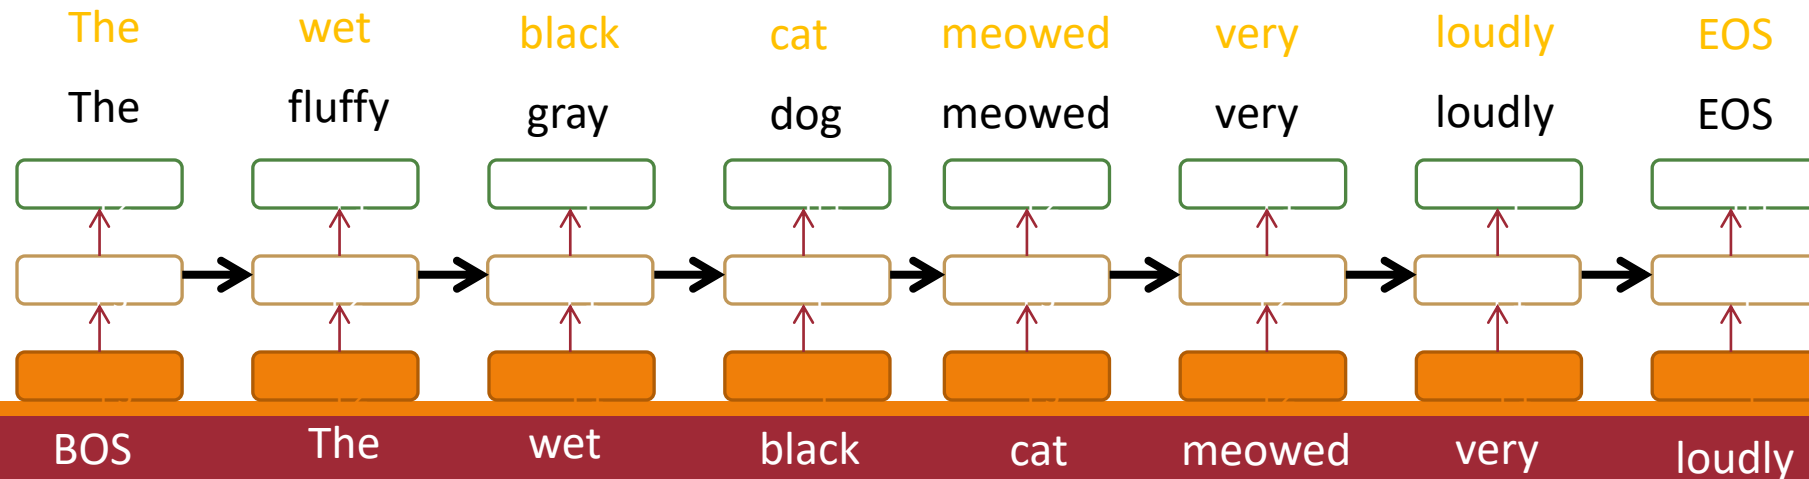 The wet black cat meowed very loudly EOS
The fluffy gray dog meowed very loudly EOS
BOS The wet black cat meowed very loudly